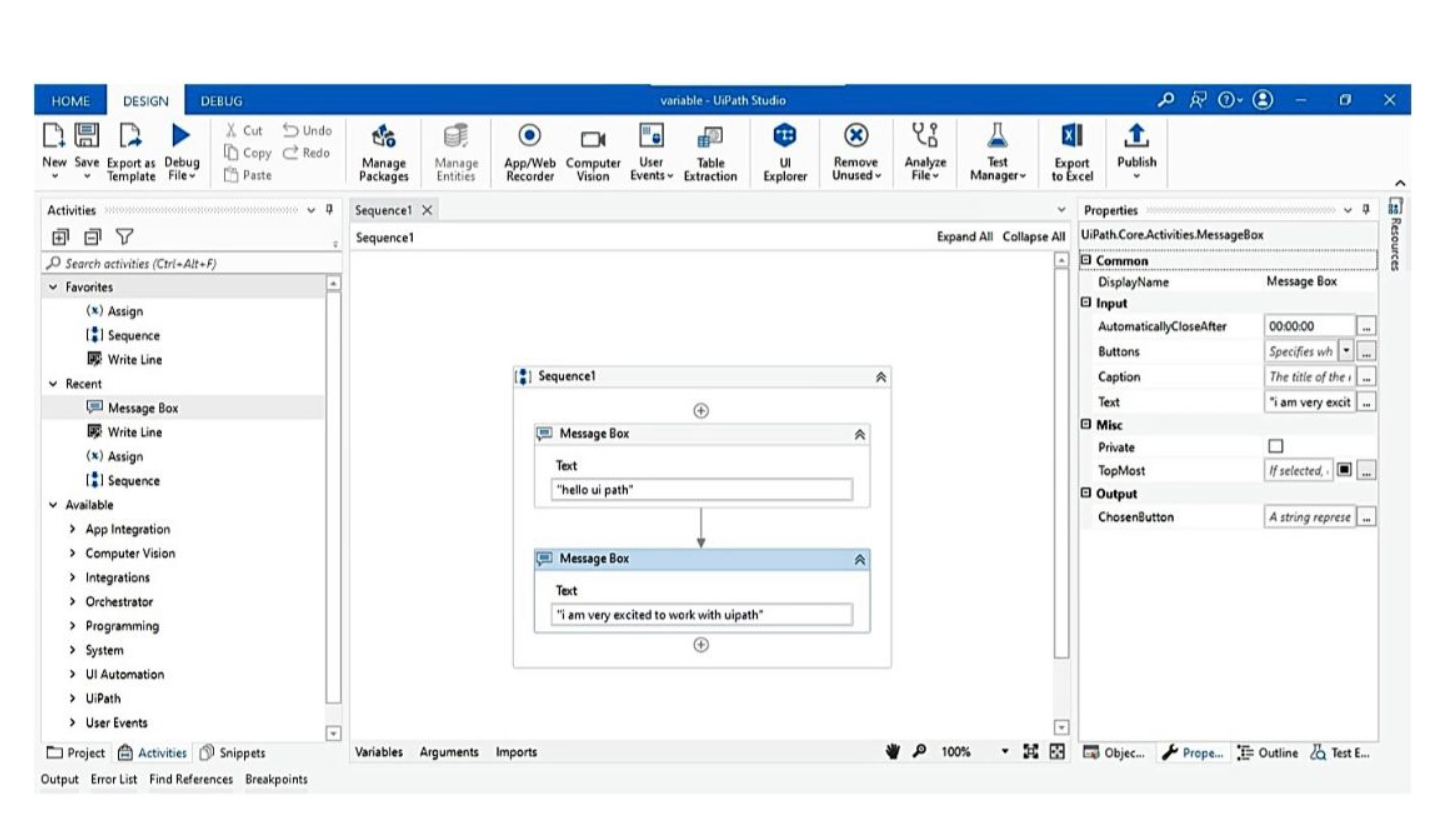 HOME DESIGN DEBUG variable - UiPath Studio
New Save Export as Template Debug File Cut Copy Paste Undo Redo Manage Packages Manage Entities App/Web Recorder Computer Vision User Events Table Extraction UI Explorer Remove Unused Analyze File Test Manager Export to Excel Publish
Activities
Search activities (Ctrl+Alt+F)
Favorites
(x) Assign
Sequence
Write Line
Recent
Message Box
Write Line
(x) Assign
Sequence
Available
App Integration
Computer Vision
Integrations
Orchestrator
Programming
System
UI Automation
UiPath
User Events
Project Activities Snippets
Sequence1
Sequence1 Expand All Collapse All
Sequence1
Message Box
Text
"hello ui path"
Message Box
Text
"i am very excited to work with uipath"
Variables Arguments Imports 100%
Properties
UiPath.Core.Activities.MessageBox
Common
DisplayName Message Box
Input
AutomaticallyCloseAfter 00:00:00 ...
Buttons Specifies wh ...
Caption The title of the ...
Text "i am very excit ...
Misc
Private
TopMost If selected, ...
Output
ChosenButton A string represe ...
Objec... Prope... Outline Test E...
Resources
Output Error List Find References Breakpoints